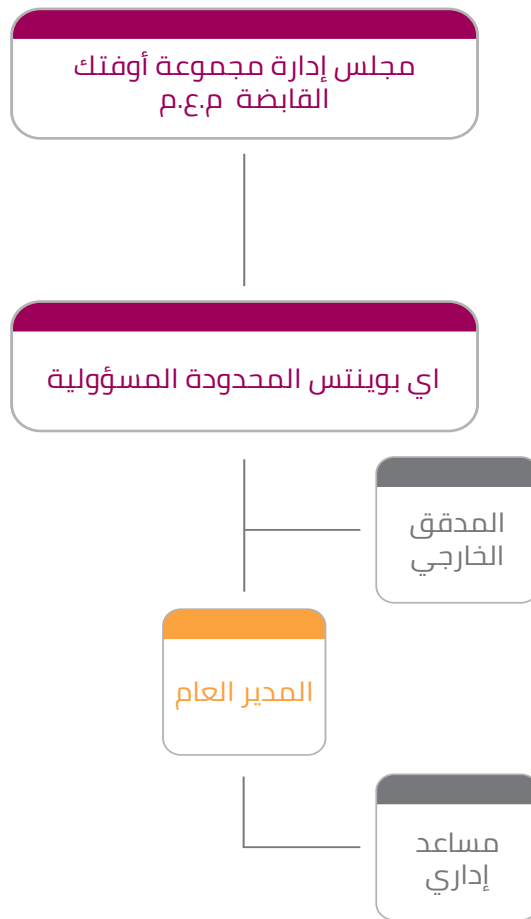 مجلس إدارة مجموعة أوفتك
القابضة م.ع.م
اي بوينتس المحدودة المسؤولية
المدقق
الخارجي
المدير العام
مساعد
إداري